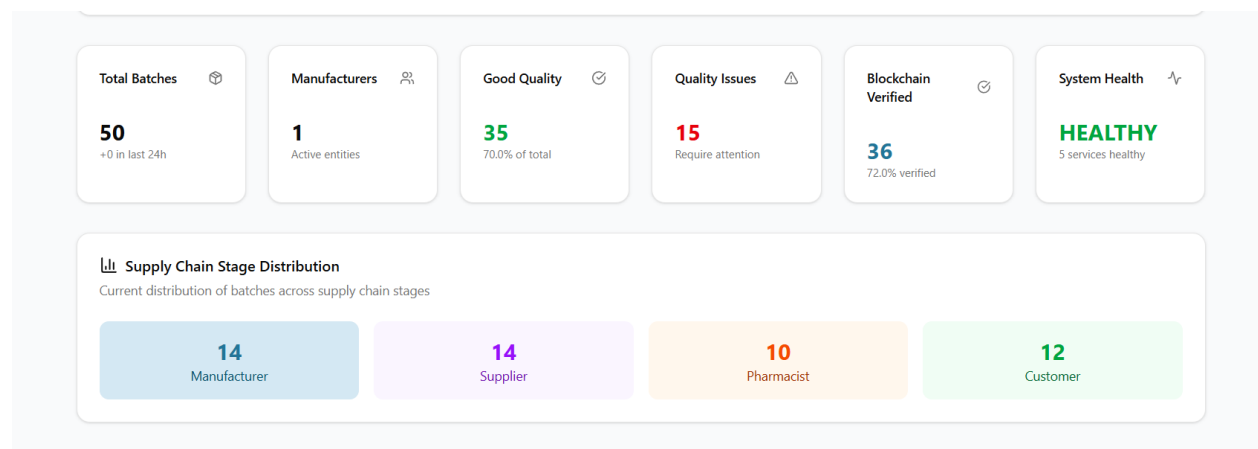 Total Batches
50
+0 in last 24h
Manufacturers
1
Active entities
Good Quality
35
70.0% of total
Quality Issues
15
Require attention
Blockchain
Verified
36
72.0% verified
System Health
HEALTHY
5 services healthy
Supply Chain Stage Distribution
Current distribution of batches across supply chain stages
14
Manufacturer
14
Supplier
10
Pharmacist
12
Customer